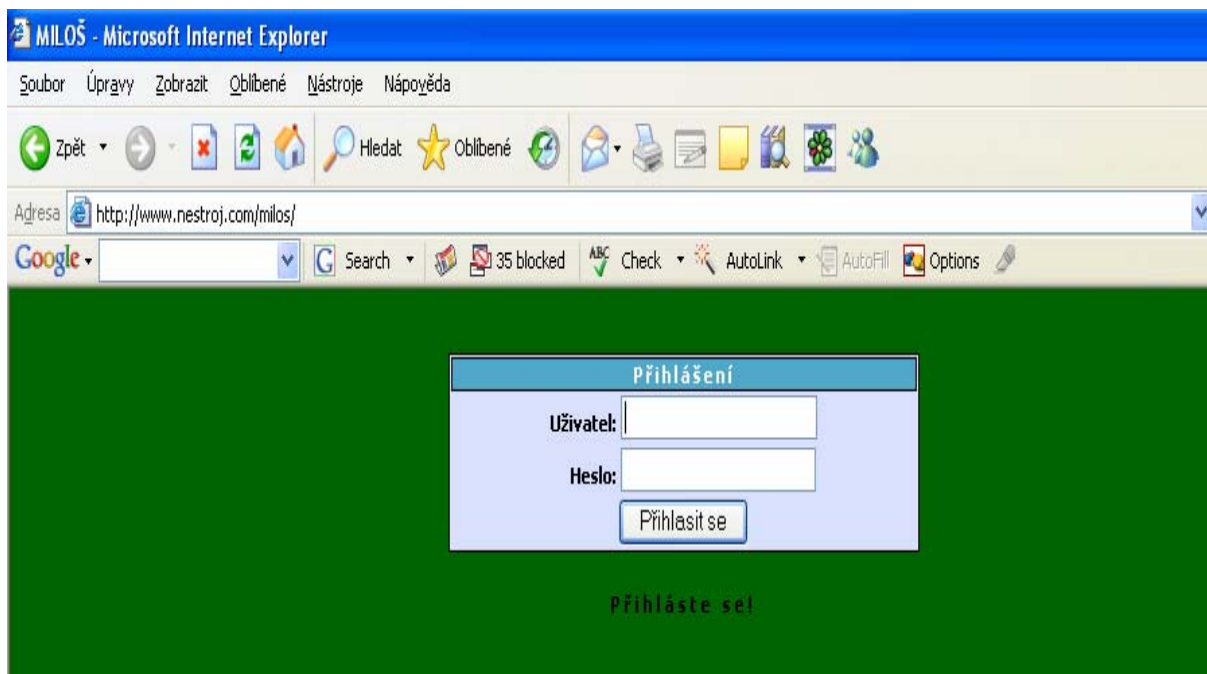 MILOŠ - Microsoft Internet Explorer
Soubor Úpravy Zobrazit Oblíbené Nástroje Nápověda
Zpět Hledat Oblíbené
Adresa http://www.nestroj.com/milos/
Google G Search 35 blocked ABC Check AutoLink AutoFill Options
Přihlášení
Uživatel:
Heslo:
Přihlasit se
Přihláste se!